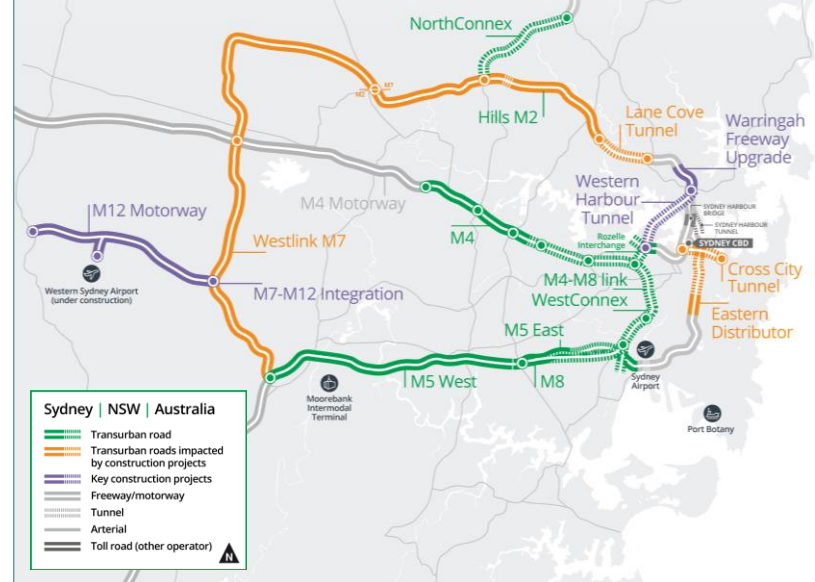 NorthConnex
M7
M2
Hills M2
Lane Cove
Tunnel
Warringah
Freeway
Upgrade
Western
Harbour
Tunnel
SYDNEY HARBOUR
BRIDGE
SYDNEY HARBOUR
TUNNEL
M4 Motorway
M12 Motorway
Westlink M7
M4
Rozelle
Interchange
SYDNEY CBD
Cross City
Tunnel
Western Sydney Airport
(under construction)
M7-M12 Integration
M4-M8 link
WestConnex
Eastern
Distributor
M5 East
M5 West
M8
Sydney
Airport
Moorebank
Intermodal
Terminal
Port Botany
Sydney | NSW | Australia
Transurban road
Transurban roads impacted
by construction projects
Key construction projects
Freeway/motorway
Tunnel
Arterial
Toll road (other operator)
N